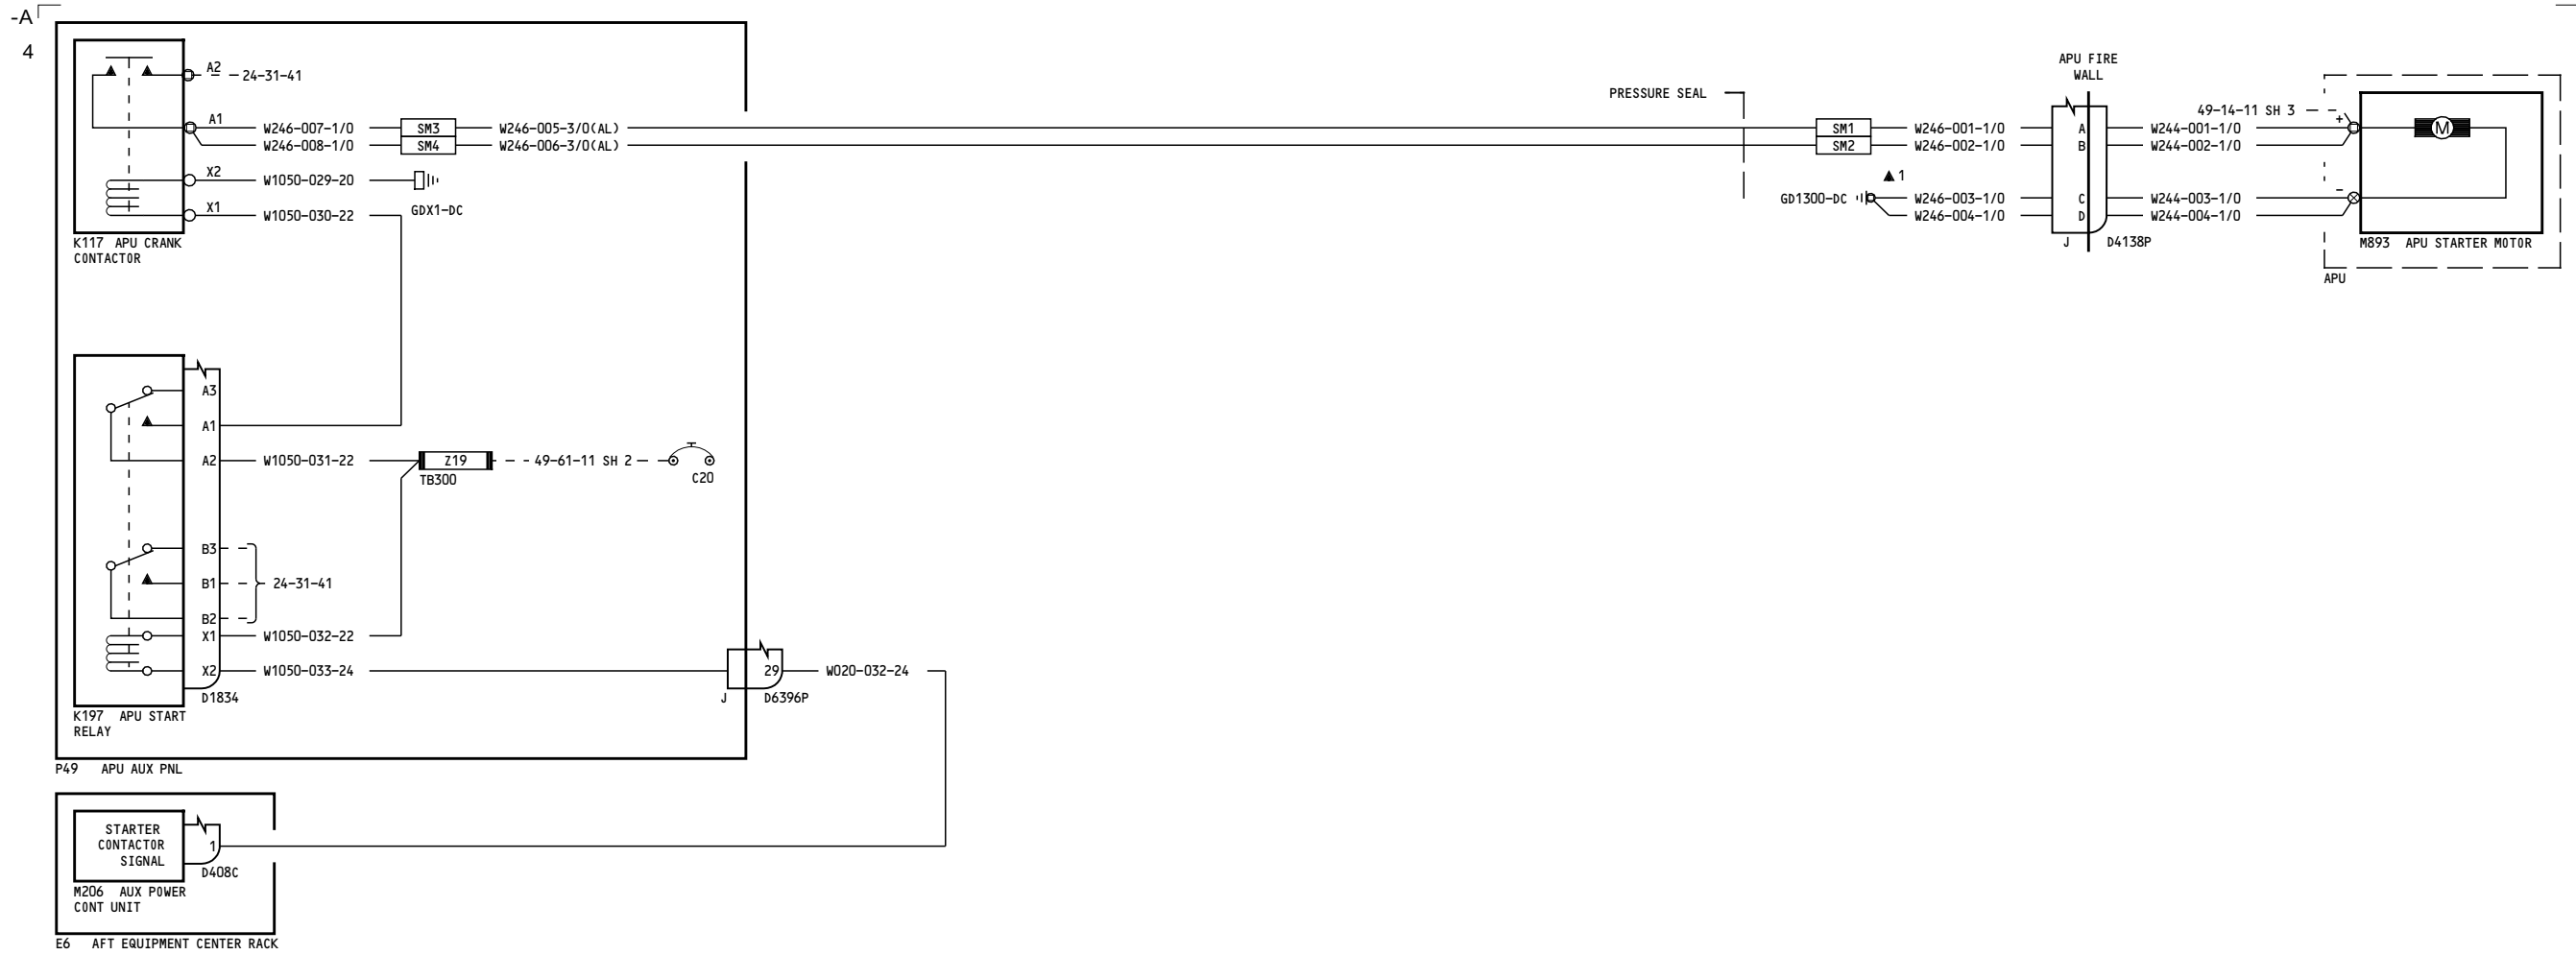 -A
4
A2
24-31-41
A1
W246-007-1/0
SM3
W246-005-3/0(AL)
W246-008-1/0
SM4
W246-006-3/0(AL)
X2
W1050-029-20
GDX1-DC
X1
W1050-030-22
K117 APU CRANK
CONTACTOR
PRESSURE SEAL
SM1
W246-001-1/0
SM2
W246-002-1/0
1
GD1300-DC
W246-003-1/0
W246-004-1/0
APU FIRE
WALL
A
B
C
D
J
D4138P
W244-001-1/0
W244-002-1/0
W244-003-1/0
W244-004-1/0
49-14-11 SH 3
+
-
M
M893 APU STARTER MOTOR
APU
A3
A1
A2
W1050-031-22
Z19
TB300
49-61-11 SH 2
C20
B3
B1
24-31-41
B2
X1
W1050-032-22
X2
W1050-033-24
D1834
K197 APU START
RELAY
29
J
D6396P
W020-032-24
P49 APU AUX PNL
STARTER
CONTACTOR
SIGNAL
1
D408C
M206 AUX POWER
CONT UNIT
E6 AFT EQUIPMENT CENTER RACK